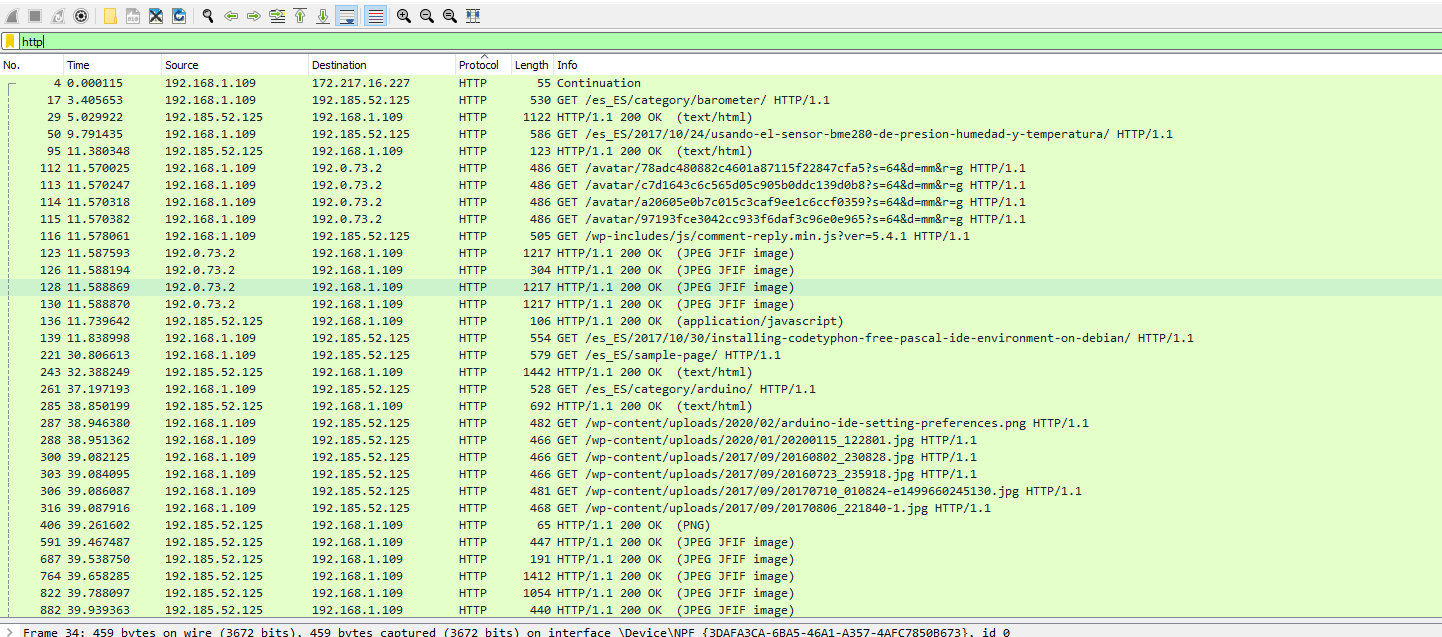 http
No. Time Source Destination Protocol Length Info
4 0.000115 192.168.1.109 172.217.16.227 HTTP 55 Continuation
17 3.405653 192.168.1.109 192.185.52.125 HTTP 530 GET /es_ES/category/barometer/ HTTP/1.1
29 5.029922 192.185.52.125 192.168.1.109 HTTP 1122 HTTP/1.1 200 OK (text/html)
50 9.791435 192.168.1.109 192.185.52.125 HTTP 586 GET /es_ES/2017/10/24/usando-el-sensor-bme280-de-presion-humedad-y-temperatura/ HTTP/1.1
95 11.380348 192.185.52.125 192.168.1.109 HTTP 123 HTTP/1.1 200 OK (text/html)
112 11.570025 192.168.1.109 192.0.73.2 HTTP 486 GET /avatar/78adc480882c4601a87115f22847cfa5?s=64&d=mm&r=g HTTP/1.1
113 11.570247 192.168.1.109 192.0.73.2 HTTP 486 GET /avatar/c7d1643c6c565d05c905b0ddc139d0b8?s=64&d=mm&r=g HTTP/1.1
114 11.570318 192.168.1.109 192.0.73.2 HTTP 486 GET /avatar/a20605e0b7c015c3caf9ee1c6ccf0359?s=64&d=mm&r=g HTTP/1.1
115 11.570382 192.168.1.109 192.0.73.2 HTTP 486 GET /avatar/97193fce3042cc933f6daf3c96e0e965?s=64&d=mm&r=g HTTP/1.1
116 11.578061 192.168.1.109 192.185.52.125 HTTP 505 GET /wp-includes/js/comment-reply.min.js?ver=5.4.1 HTTP/1.1
123 11.587593 192.0.73.2 192.168.1.109 HTTP 1217 HTTP/1.1 200 OK (JPEG JFIF image)
126 11.588194 192.0.73.2 192.168.1.109 HTTP 304 HTTP/1.1 200 OK (JPEG JFIF image)
128 11.588869 192.0.73.2 192.168.1.109 HTTP 1217 HTTP/1.1 200 OK (JPEG JFIF image)
130 11.588870 192.0.73.2 192.168.1.109 HTTP 1217 HTTP/1.1 200 OK (JPEG JFIF image)
136 11.739642 192.185.52.125 192.168.1.109 HTTP 106 HTTP/1.1 200 OK (application/javascript)
139 11.838998 192.168.1.109 192.185.52.125 HTTP 554 GET /es_ES/2017/10/30/installing-codetyphon-free-pascal-ide-environment-on-debian/ HTTP/1.1
221 30.806613 192.168.1.109 192.185.52.125 HTTP 579 GET /es_ES/sample-page/ HTTP/1.1
243 32.388249 192.185.52.125 192.168.1.109 HTTP 1442 HTTP/1.1 200 OK (text/html)
261 37.197193 192.168.1.109 192.185.52.125 HTTP 528 GET /es_ES/category/arduino/ HTTP/1.1
285 38.850199 192.185.52.125 192.168.1.109 HTTP 692 HTTP/1.1 200 OK (text/html)
287 38.946380 192.168.1.109 192.185.52.125 HTTP 482 GET /wp-content/uploads/2020/02/arduino-ide-setting-preferences.png HTTP/1.1
288 38.951362 192.168.1.109 192.185.52.125 HTTP 466 GET /wp-content/uploads/2020/01/20200115_122801.jpg HTTP/1.1
300 39.082125 192.168.1.109 192.185.52.125 HTTP 466 GET /wp-content/uploads/2017/09/20160802_230828.jpg HTTP/1.1
303 39.084095 192.168.1.109 192.185.52.125 HTTP 466 GET /wp-content/uploads/2017/09/20160723_235918.jpg HTTP/1.1
306 39.086087 192.168.1.109 192.185.52.125 HTTP 481 GET /wp-content/uploads/2017/09/20170710_010824-e1499660245130.jpg HTTP/1.1
316 39.087916 192.168.1.109 192.185.52.125 HTTP 468 GET /wp-content/uploads/2017/09/20170806_221840-1.jpg HTTP/1.1
406 39.261602 192.185.52.125 192.168.1.109 HTTP 65 HTTP/1.1 200 OK (PNG)
591 39.467487 192.185.52.125 192.168.1.109 HTTP 447 HTTP/1.1 200 OK (JPEG JFIF image)
687 39.538750 192.185.52.125 192.168.1.109 HTTP 191 HTTP/1.1 200 OK (JPEG JFIF image)
764 39.658285 192.185.52.125 192.168.1.109 HTTP 1412 HTTP/1.1 200 OK (JPEG JFIF image)
822 39.788097 192.185.52.125 192.168.1.109 HTTP 1054 HTTP/1.1 200 OK (JPEG JFIF image)
882 39.939363 192.185.52.125 192.168.1.109 HTTP 440 HTTP/1.1 200 OK (JPEG JFIF image)
Frame 34: 459 bytes on wire (3672 bits), 459 bytes captured (3672 bits) on interface \Device\NPF_{3DAFA3CA-6BA5-46A1-A357-4AFC7850B673}, id 0